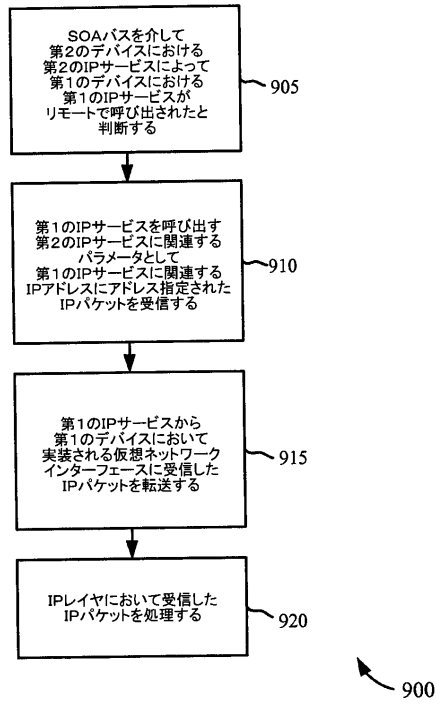 SOAバスを介して
第2のデバイスにおける
第2のIPサービスによって
第1のデバイスにおける
第1のIPサービスが
リモートで呼び出されたと
判断する
905
第1のIPサービスを呼び出す
第2のIPサービスに関連する
パラメータとして
第1のIPサービスに関連する
IPアドレスにアドレス指定された
IPパケットを受信する
910
第1のIPサービスから
第1のデバイスにおいて
実装される仮想ネットワーク
インターフェースに受信した
IPパケットを転送する
915
IPレイヤにおいて受信した
IPパケットを処理する
920
900